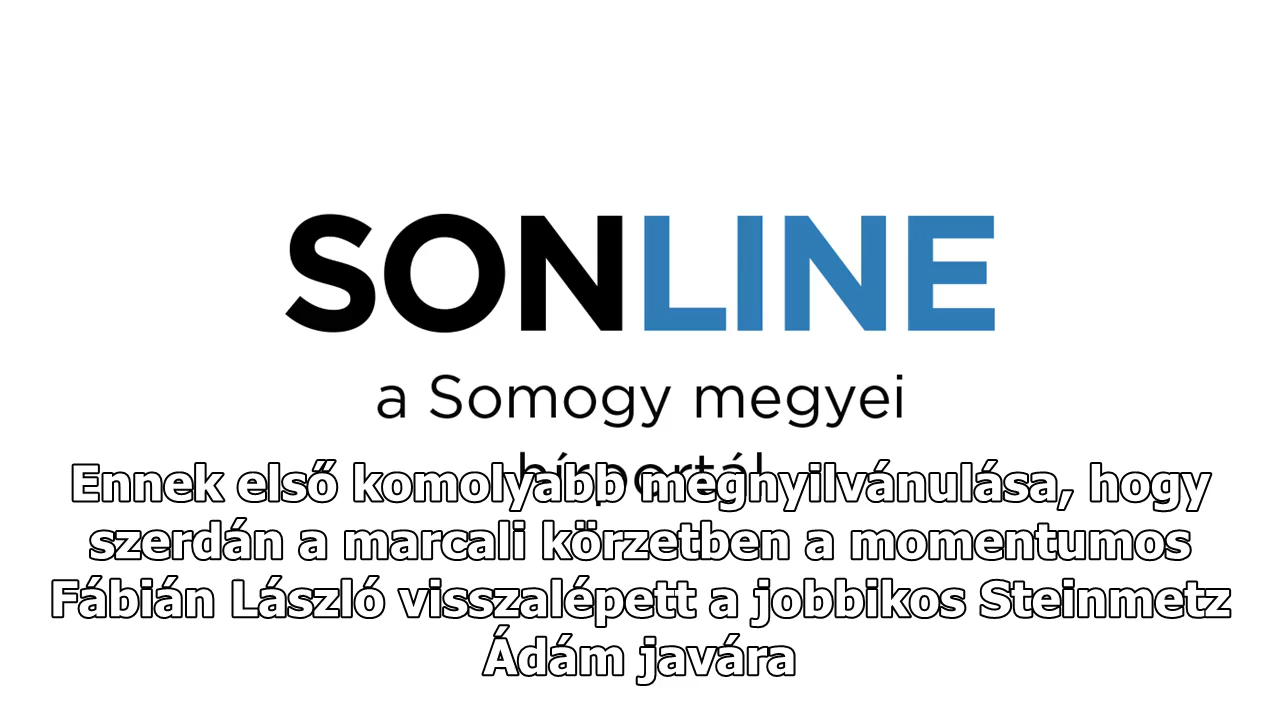 SONLINE
a Somogy megyei
hírportál
Ennek első komolyabb megnyilvánulása, hogy
szerdán a marcali körzetben a momentumos
Fábián László visszalépett a jobbikos Steinmetz
Ádám javára